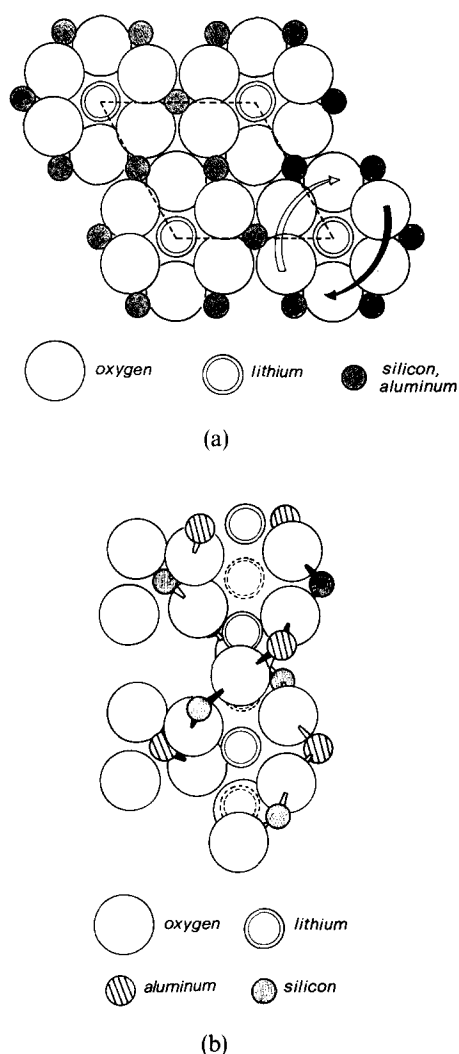 oxygen
lithium
silicon,
aluminum
(a)
oxygen
lithium
aluminum
silicon
(b)